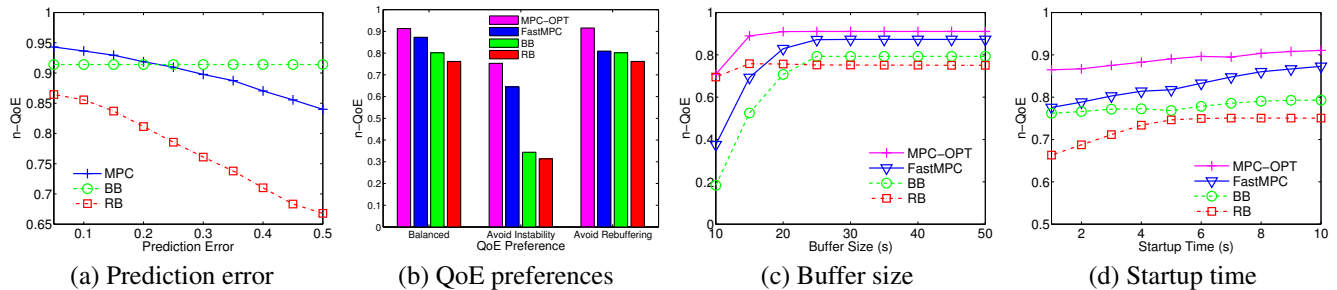 0.95
0.9
0.85
0.8
0.75
0.7
0.65
n−QoE
0.1 0.2 0.3 0.4 0.5
Prediction Error
MPC
BB
RB
(a) Prediction error
1
0.9
0.8
0.7
0.6
0.5
0.4
0.3
0.2
0.1
0
n−QoE
MPC−OPT
FastMPC
BB
RB
Balanced Avoid Instability Avoid Rebuffering
QoE Preference
(b) QoE preferences
1
0.8
0.6
0.4
0.2
0
n−QoE
10 15 20 25 30 35 40 45 50
Buffer Size (s)
MPC−OPT
FastMPC
BB
RB
(c) Buffer size
1
0.9
0.8
0.7
0.6
0.5
n−QoE
2 4 6 8 10
Startup Time (s)
MPC−OPT
FastMPC
BB
RB
(d) Startup time